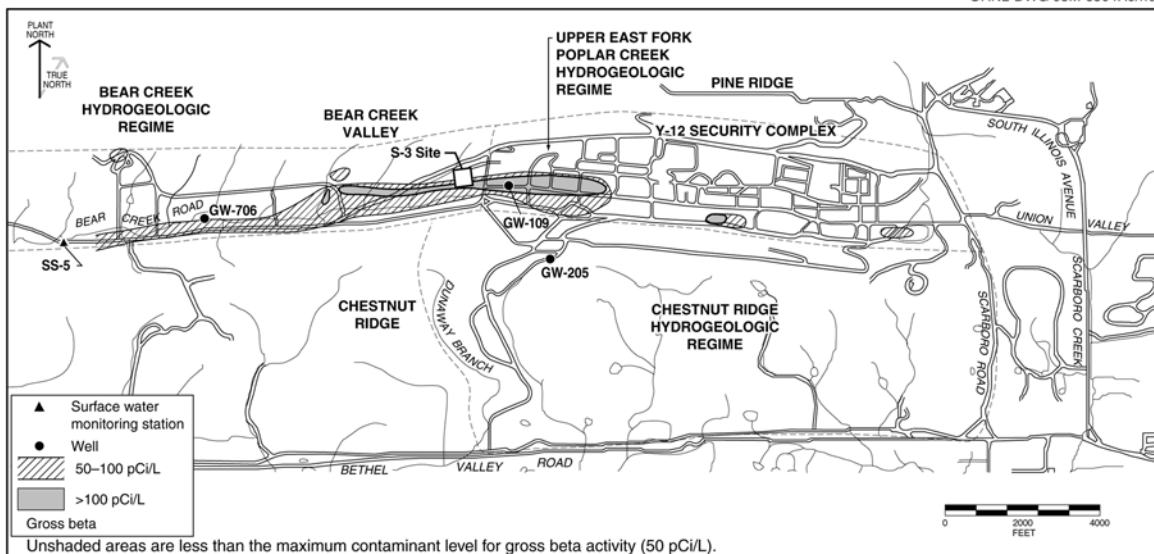 PLANT
NORTH
TRUE
NORTH
BEAR CREEK
HYDROGEOLOGIC
REGIME
BEAR CREEK
VALLEY
S-3 Site
UPPER EAST FORK
POPLAR CREEK
HYDROGEOLOGIC
REGIME
PINE RIDGE
Y-12 SECURITY COMPLEX
SOUTH ILLINOIS AVENUE
UNION VALLEY
BEAR CREEK ROAD
GW-706
GW-109
SS-5
GW-205
CHESTNUT
RIDGE
DUNAWAY BRANCH
CHESTNUT RIDGE
HYDROGEOLOGIC
REGIME
SCARBORO ROAD
SCARBORO CREEK
BETHEL VALLEY ROAD
Surface water
monitoring station
Well
50–100 pCi/L
>100 pCi/L
Gross beta
0 2000 4000
FEET
Unshaded areas are less than the maximum contaminant level for gross beta activity (50 pCi/L).